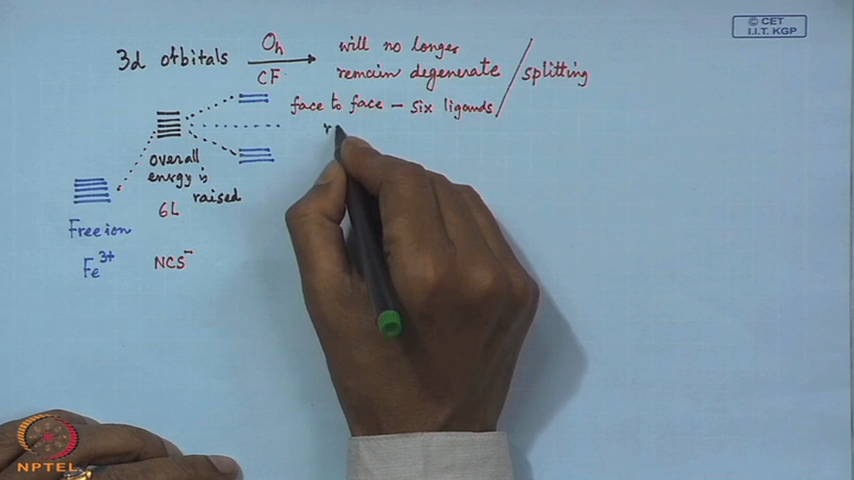 © CET
I.I.T. KGP
3d orbitals Oh CF will no longer
remain degenerate / splitting
face to face - six ligands
overall
energy is
raised
6L
Free ion
Fe3+ NCS-
NPTEL